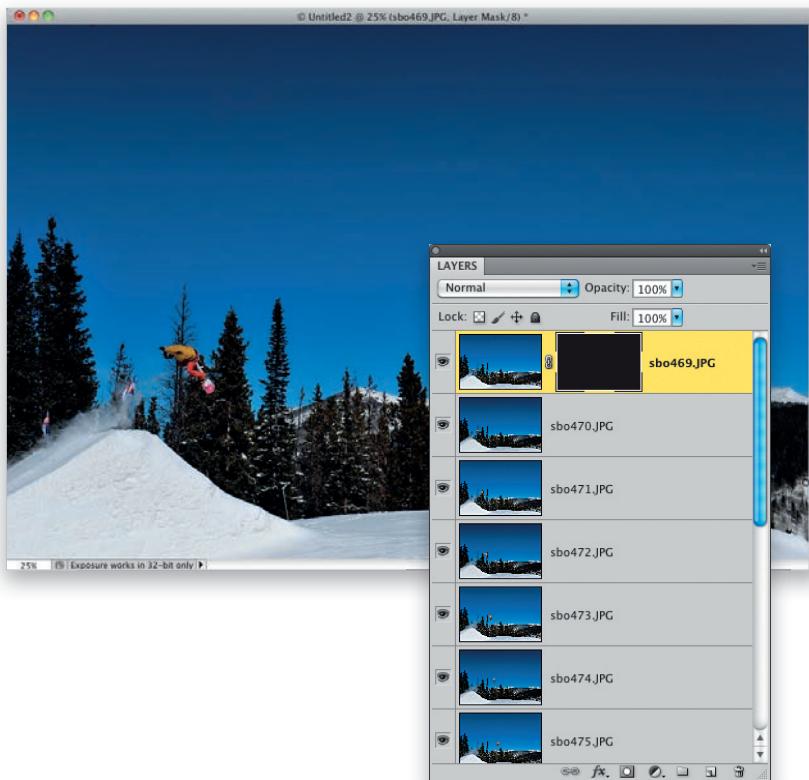 © Untitled2 @ 25% (sbo469.JPG, Layer Mask/8) *
LAYERS
Normal Opacity: 100%
Lock: Fill: 100%
sbo469.JPG
sbo470.JPG
sbo471.JPG
sbo472.JPG
sbo473.JPG
sbo474.JPG
sbo475.JPG
25% Exposure works in 32-bit only
fx.